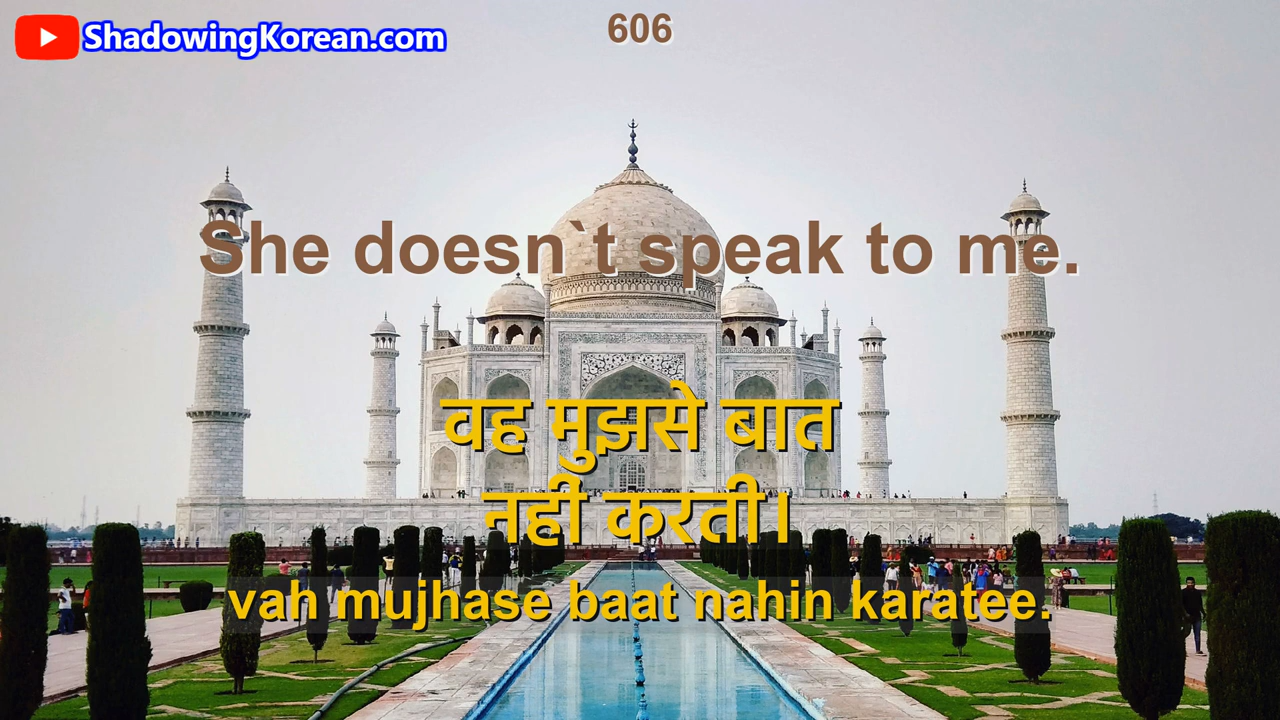 ShadowingKorean.com
606
She doesn`t speak to me.
वह मुझसे बात
नहीं करती।
vah mujhase baat nahin karatee.